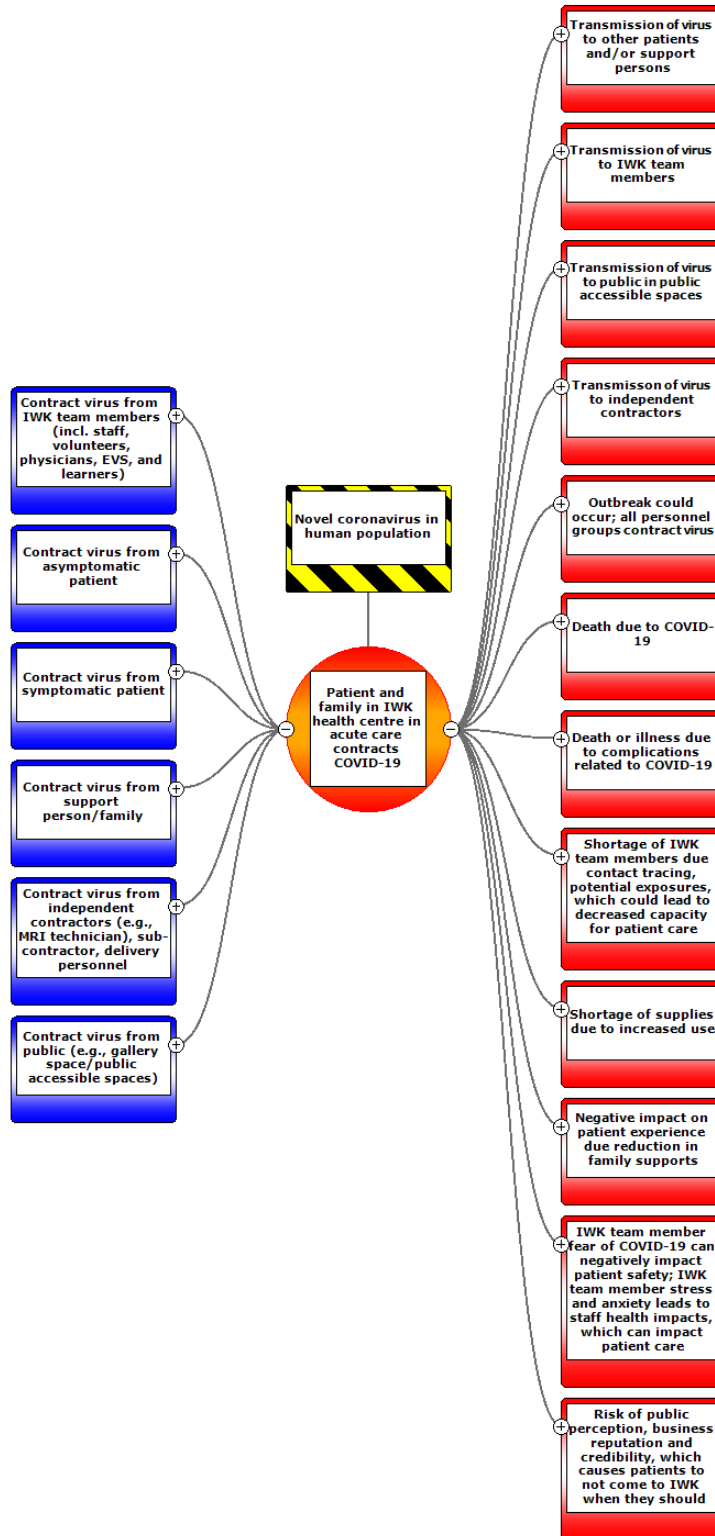 Contract virus from
IWK team members
(incl. staff,
volunteers,
physicians, EVS, and
learners)
Contract virus from
asymptomatic
patient
Contract virus from
symptomatic patient
Contract virus from
support
person/family
Contract virus from
independent
contractors (e.g.,
MRI technician), sub-
contractor, delivery
personnel
Contract virus from
public (e.g., gallery
space/public
accessible spaces)
Novel coronavirus in
human population
Patient and
family in IWK
health centre in
acute care
contracts
COVID-19
Transmission of virus
to other patients
and/or support
persons
Transmission of virus
to IWK team
members
Transmission of virus
to public in public
accessible spaces
Transmisson of virus
to independent
contractors
Outbreak could
occur; all personnel
groups contract virus
Death due to COVID-
19
Death or illness due
to complications
related to COVID-19
Shortage of IWK
team members due
contact tracing,
potential exposures,
which could lead to
decreased capacity
for patient care
Shortage of supplies
due to increased use
Negative impact on
patient experience
due reduction in
family supports
IWK team member
fear of COVID-19 can
negatively impact
patient safety; IWK
team member stress
and anxiety leads to
staff health impacts,
which can impact
patient care
Risk of public
perception, business
reputation and
credibility, which
causes patients to
not come to IWK
when they should